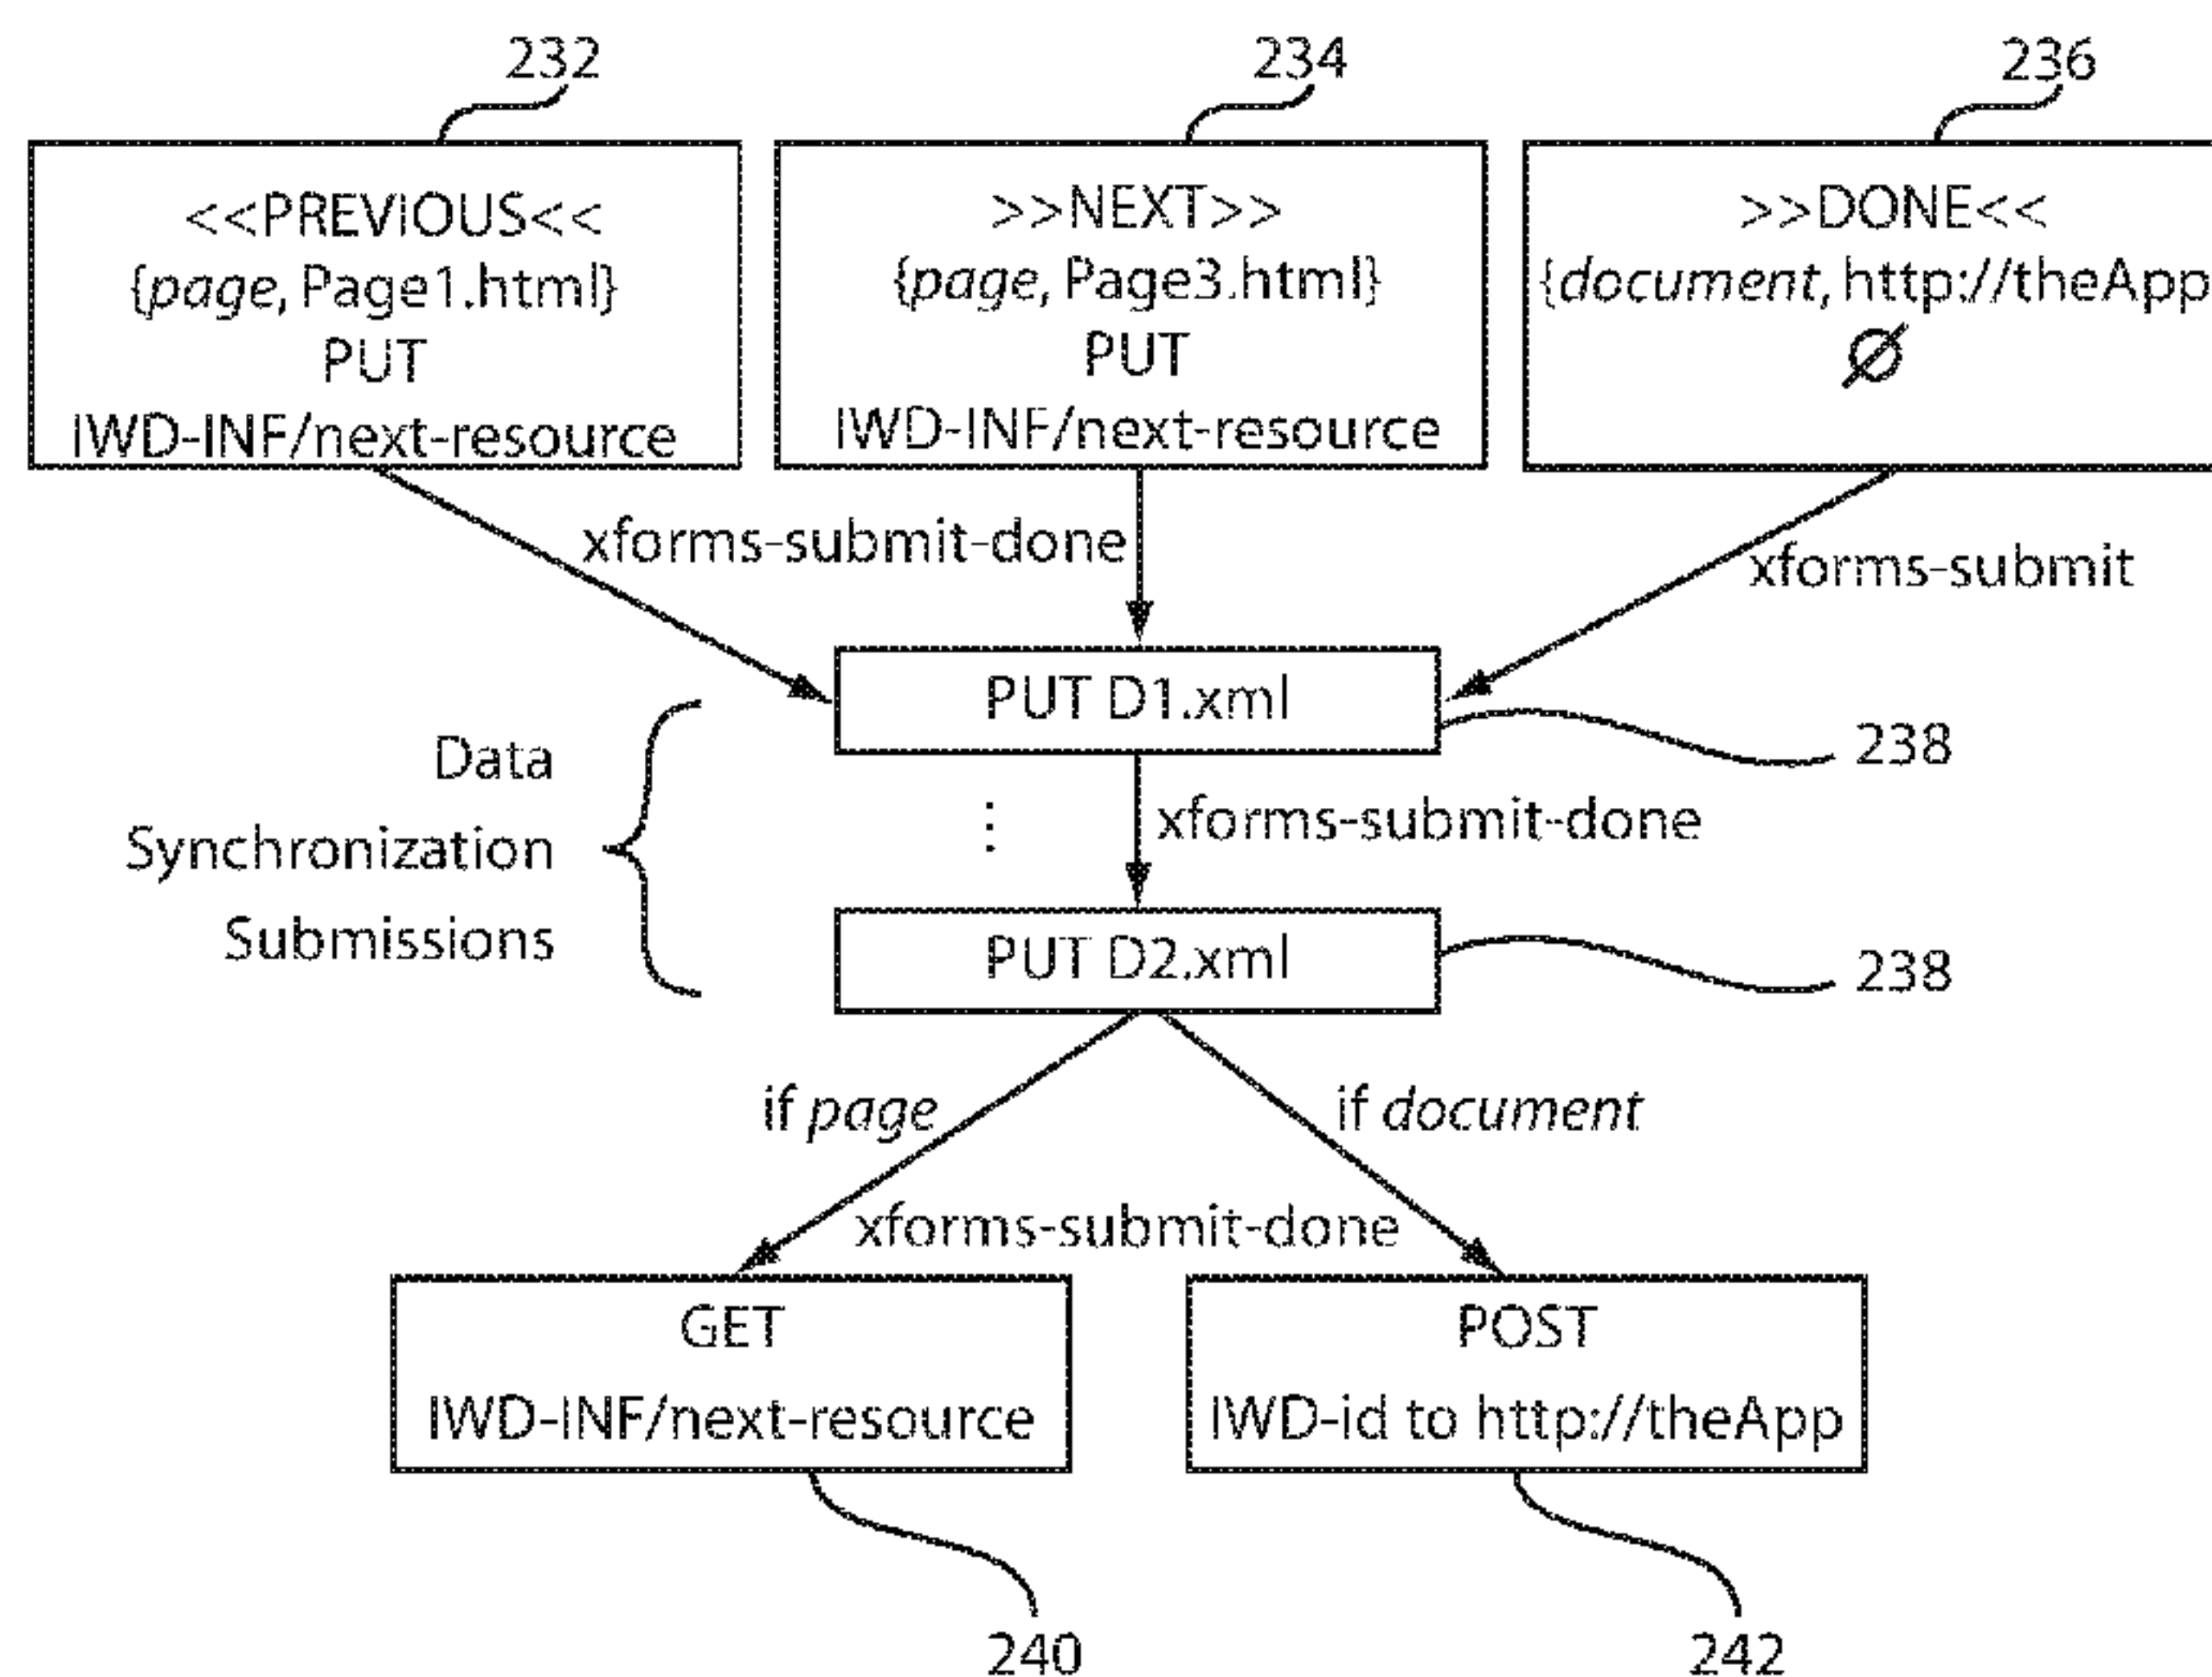 232
234
236
<<PREVIOUS<<
{page, Page1.html}
PUT
IWD-INF/next-resource
>>NEXT>>
{page, Page3.html}
PUT
IWD-INF/next-resource
>>DONE<<
{document, http://theApp
∅
xforms-submit-done
xforms-submit
PUT D1.xml
238
Data
Synchronization
Submissions
⋮
xforms-submit-done
PUT D2.xml
238
if page
if document
xforms-submit-done
GET
IWD-INF/next-resource
POST
IWD-id to http://theApp
240
242